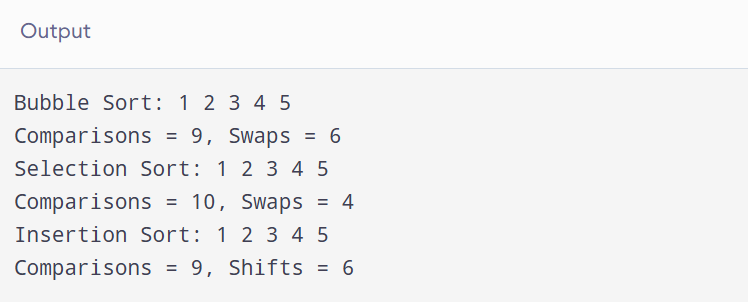 Output
Bubble Sort: 1 2 3 4 5
Comparisons = 9, Swaps = 6
Selection Sort: 1 2 3 4 5
Comparisons = 10, Swaps = 4
Insertion Sort: 1 2 3 4 5
Comparisons = 9, Shifts = 6